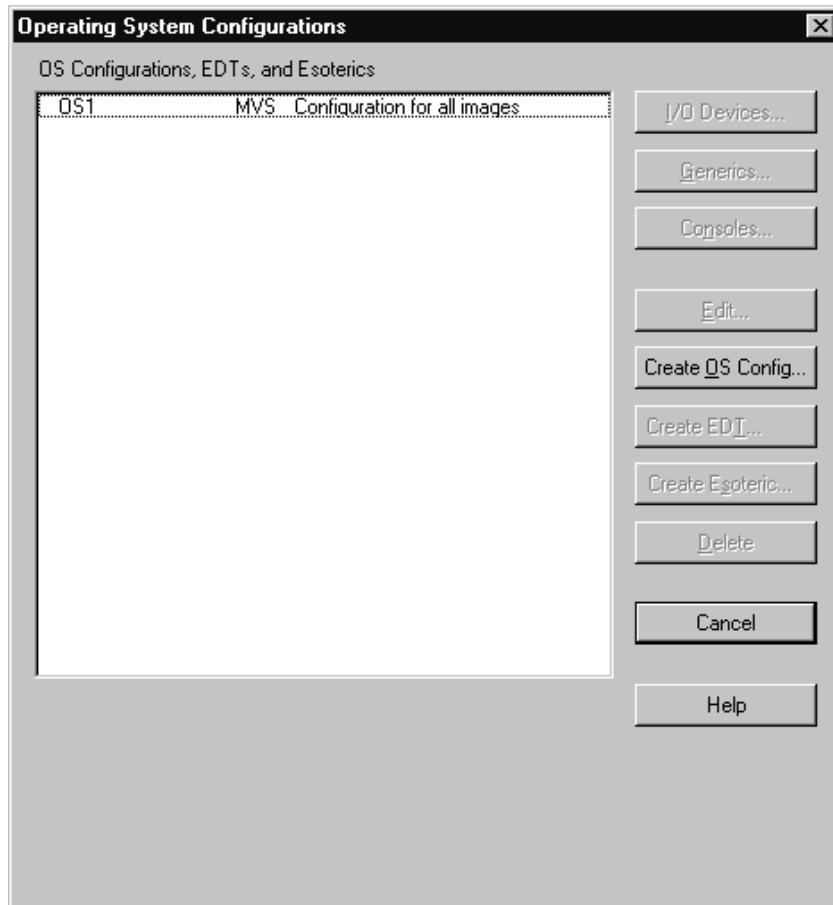 Operating System Configurations
OS Configurations, EDTs, and Esoterics
OS1 MVS Configuration for all images
I/O Devices...
Generics...
Consoles...
Edit...
Create OS Config...
Create EDT...
Create Esoteric...
Delete
Cancel
Help